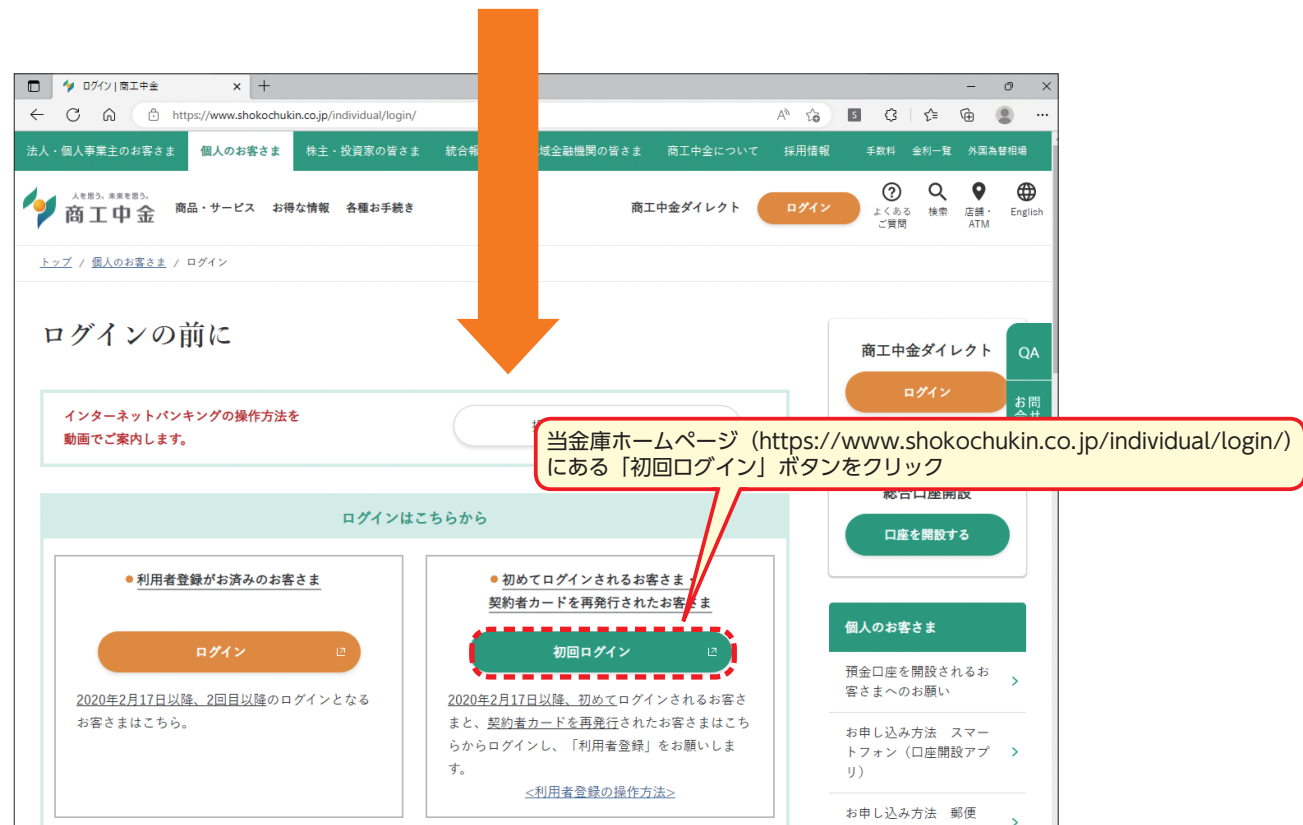 ログイン | 商工中金
https://www.shokochukin.co.jp/individual/login/
法人・個人事業主のお客さま 個人のお客さま 株主・投資家の皆さま 統合報 域金融機関の皆さま 商工中金について 採用情報 手数料 金利一覧 外国為替相場
人を思う。未来を思う。
商工中金
商品・サービス お得な情報 各種お手続き 商工中金ダイレクト ログイン
よくある
ご質問
検索
店舗・
ATM
English
トップ / 個人のお客さま / ログイン
ログインの前に
商工中金ダイレクト
ログイン
QA
お問
合せ
インターネットバンキングの操作方法を
動画でご案内します。
当金庫ホームページ(https://www.shokochukin.co.jp/individual/login/)
にある「初回ログイン」ボタンをクリック
総合口座開設
口座を開設する
ログインはこちらから
利用者登録がお済みのお客さま
ログイン
2020年2月17日以降、2回目以降のログインとなる
お客さまはこちら。
初めてログインされるお客さま・
契約者カードを再発行されたお客さま
初回ログイン
2020年2月17日以降、初めてログインされるお客さ
まと、契約者カードを再発行されたお客さまはこち
らからログインし、「利用者登録」をお願いしま
す。
<利用者登録の操作方法>
個人のお客さま
預金口座を開設されるお
客さまへのお願い
お申し込み方法 スマー
トフォン(口座開設アプ
リ)
お申し込み方法 郵便